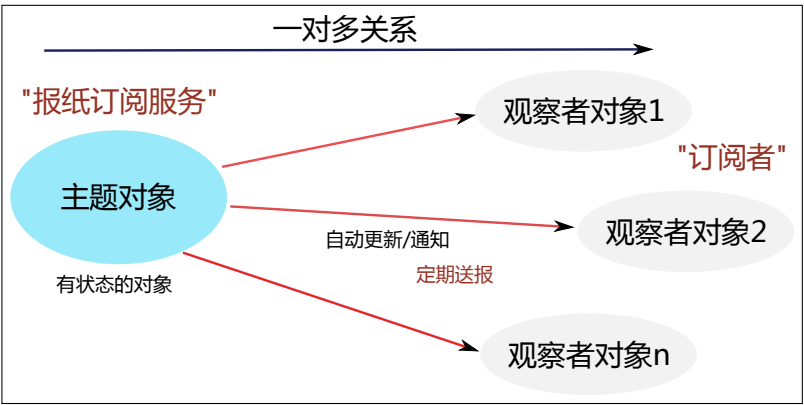 一对多关系
"报纸订阅服务"
观察者对象1
"订阅者"
主题对象
观察者对象2
自动更新/通知
定期送报
有状态的对象
观察者对象n